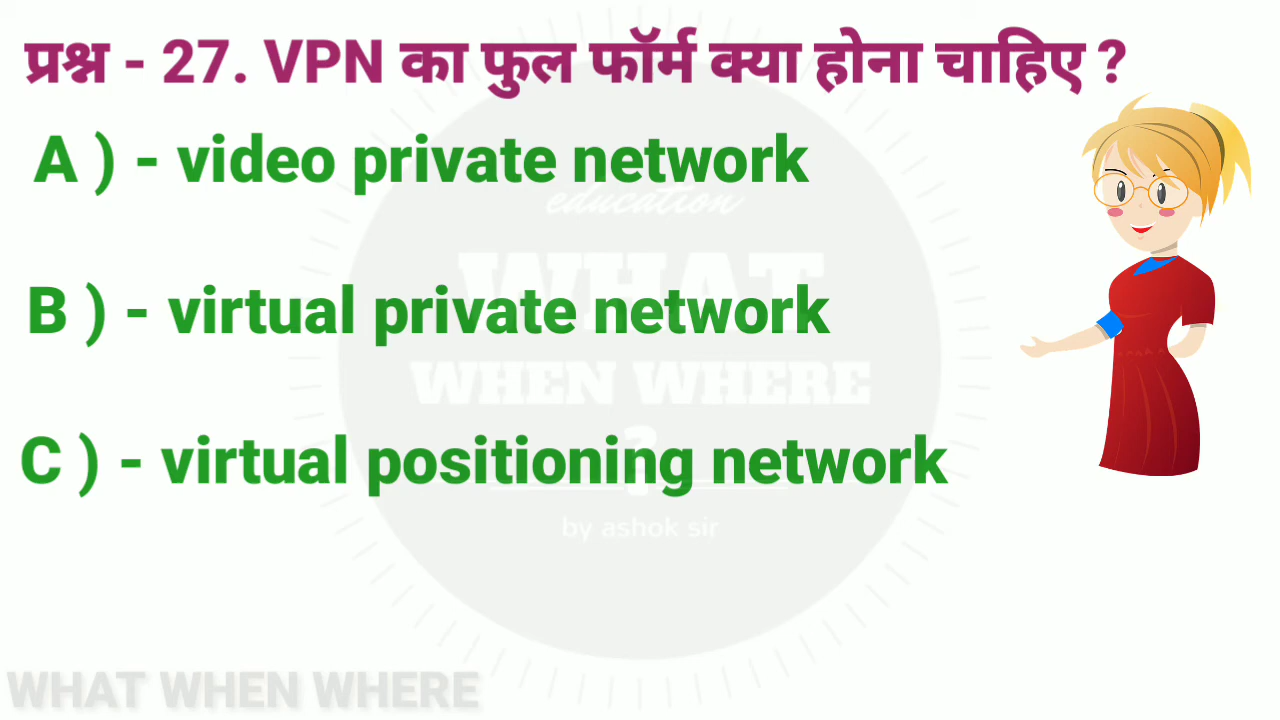 प्रश्न - 27. VPN का फुल फॉर्म क्या होना चाहिए ?
A ) - video private network
education
WHAT
B ) - virtual private network
WHEN WHERE
?
C ) - virtual positioning network
by ashok sir
WHAT WHEN WHERE